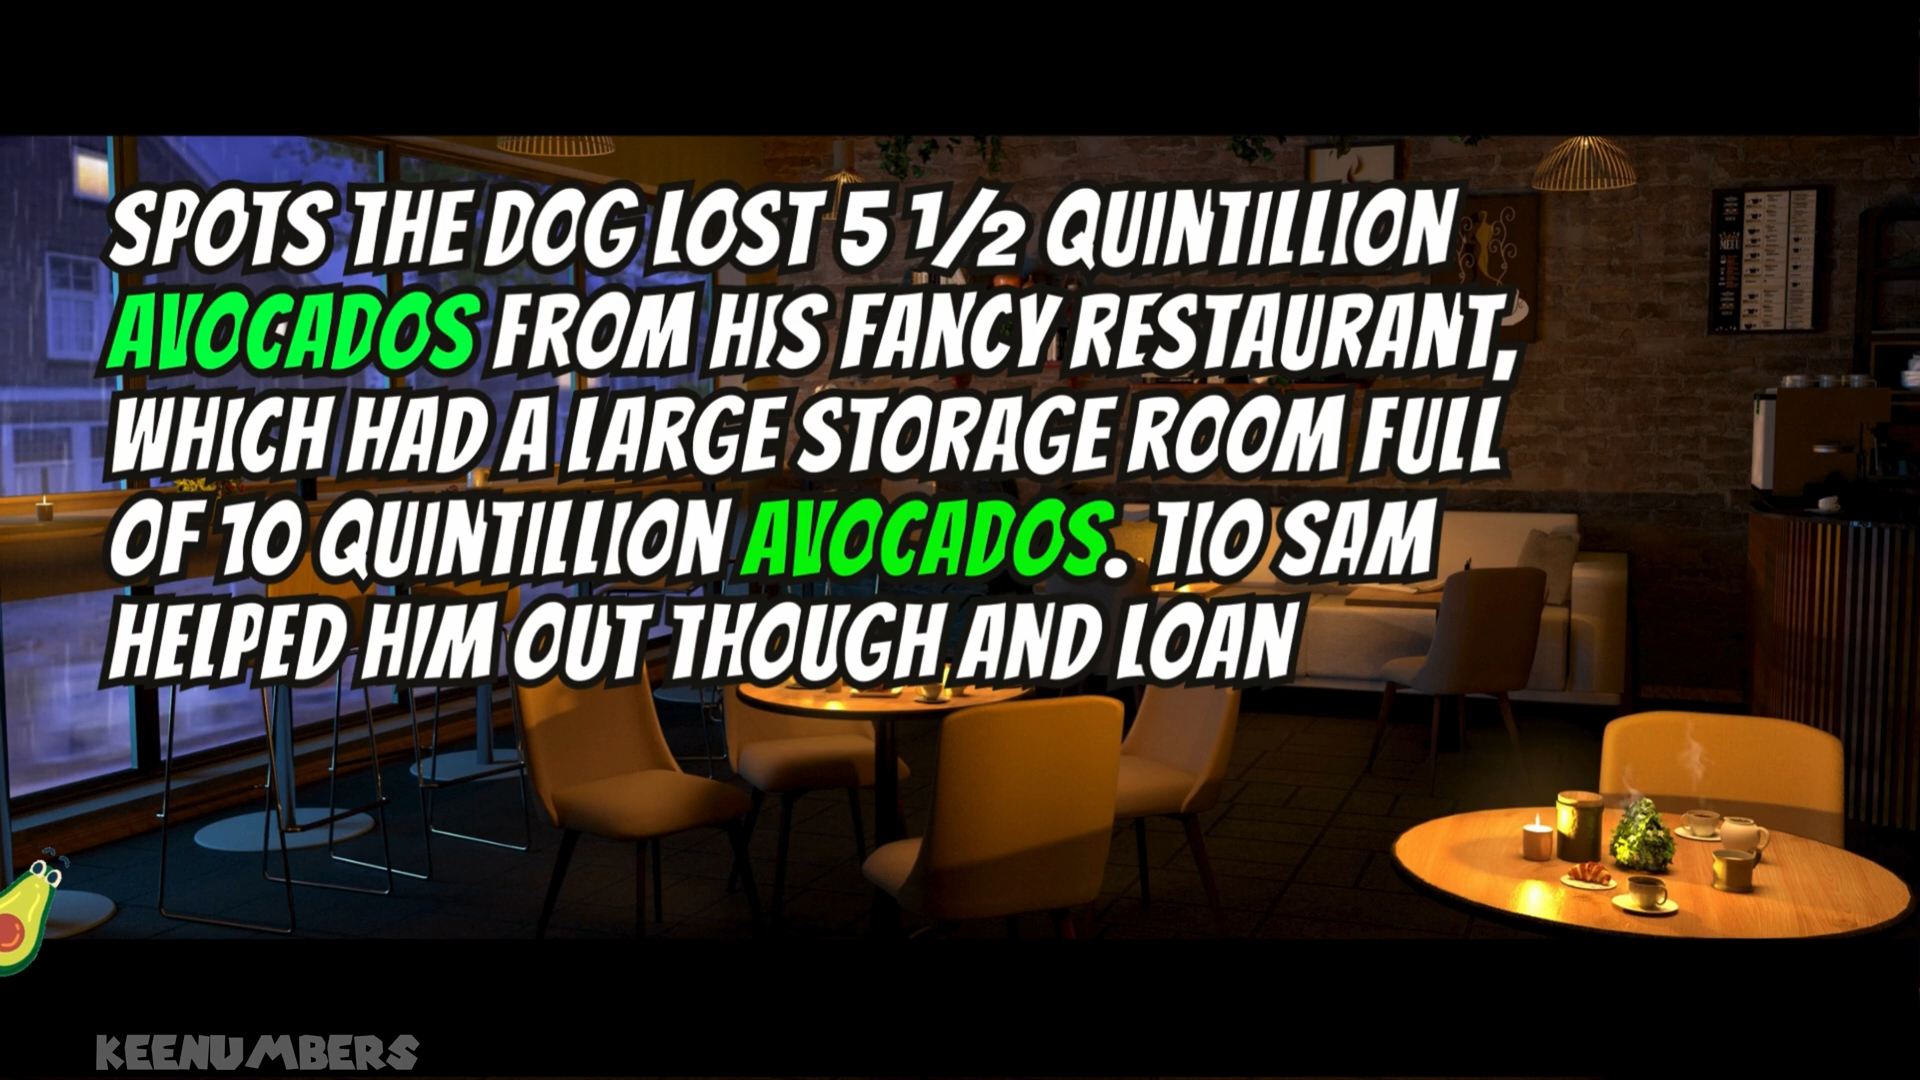 SPOTS THE DOG LOST 5 ½ QUINTILLION
AVOCADOS FROM HIS FANCY RESTAURANT,
WHICH HAD A LARGE STORAGE ROOM FULL
OF 10 QUINTILLION AVOCADOS. TIO SAM
HELPED HIM OUT THOUGH AND LOAN
KEENUMBERS